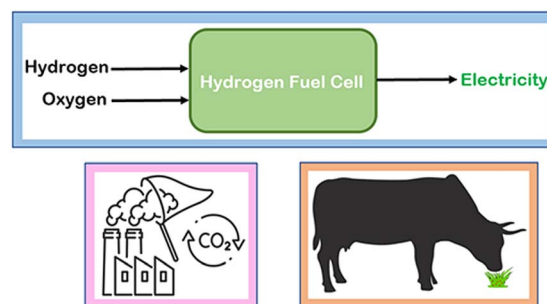 Hydrogen
Oxygen
Hydrogen Fuel Cell
Electricity
CO₂